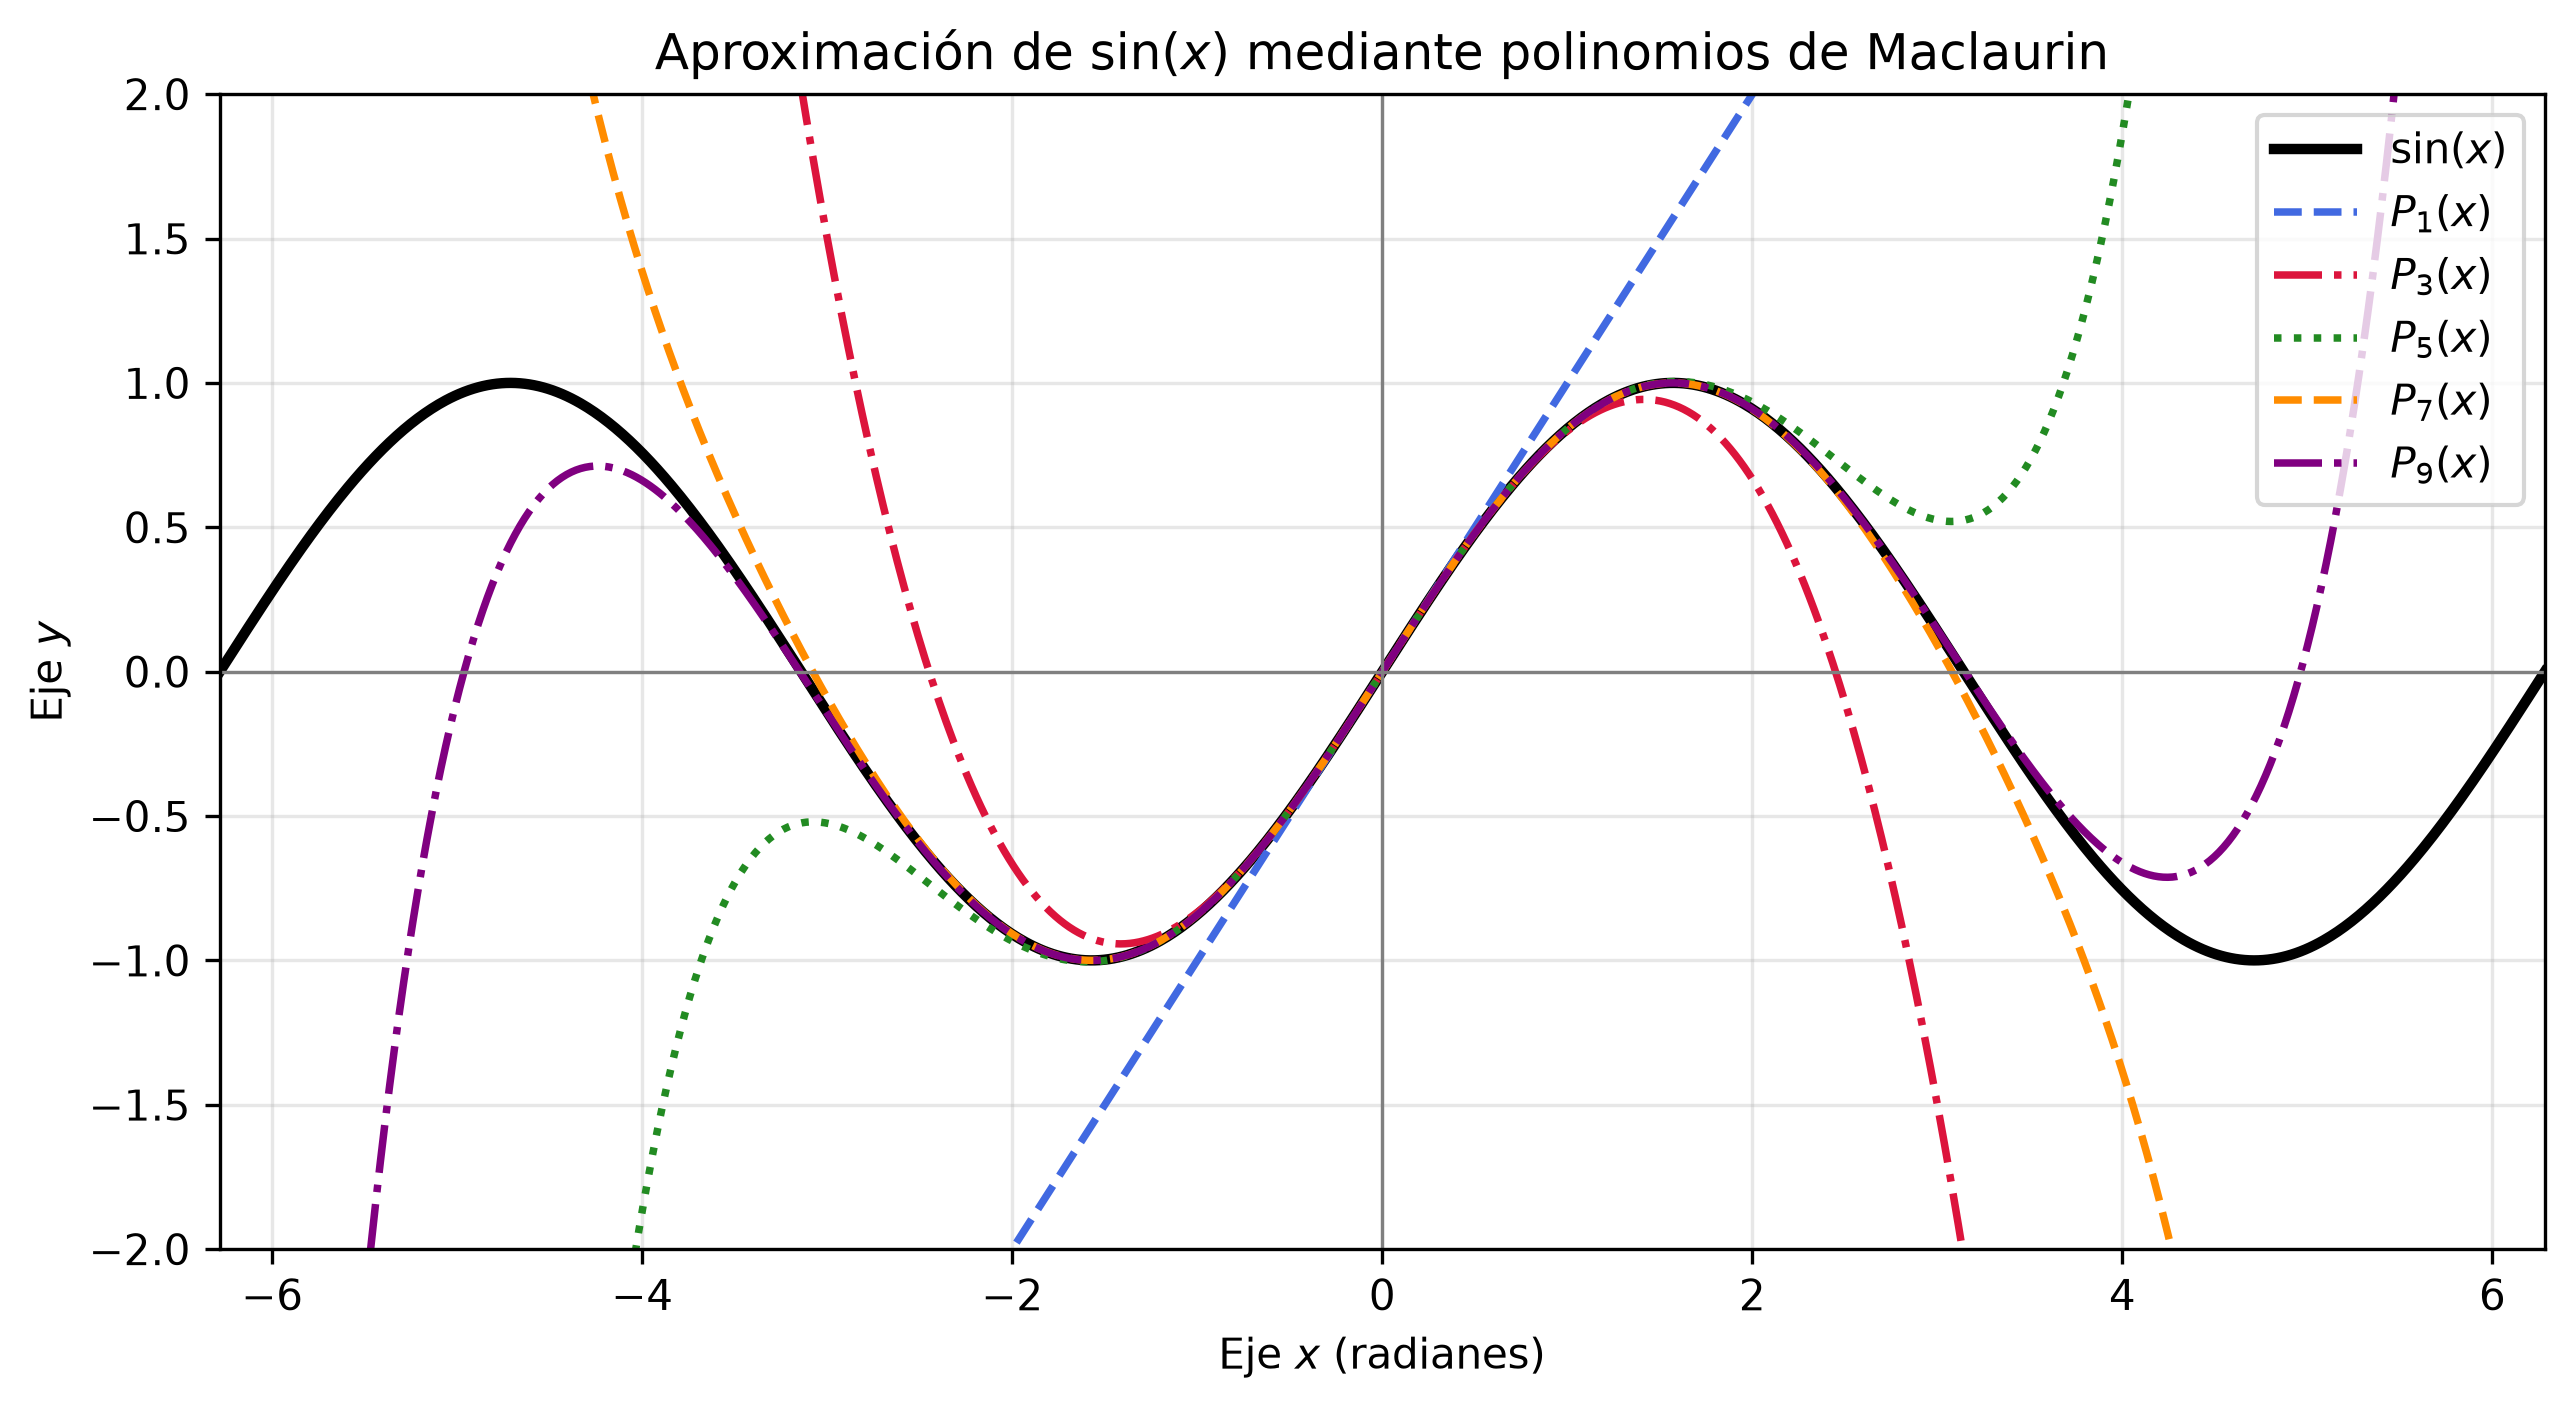 Aproximación de sin(x) mediante polinomios de Maclaurin
2.0
1.5
1.0
0.5
0.0
−0.5
−1.0
−1.5
−2.0
Eje y
sin(x)
P₁(x)
P₃(x)
P₅(x)
P₇(x)
P₉(x)
−6 −4 −2 0 2 4 6
Eje x (radianes)